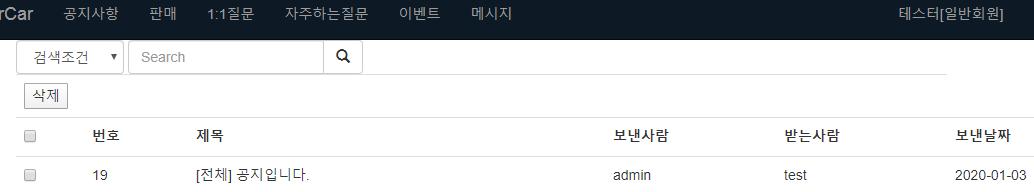 rCar 공지사항 판매 1:1질문 자주하는질문 이벤트 메시지 테스터[일반회원]
검색조건 Search
삭제
번호 제목 보낸사람 받는사람 보낸날짜
19 [전체] 공지입니다. admin test 2020-01-03